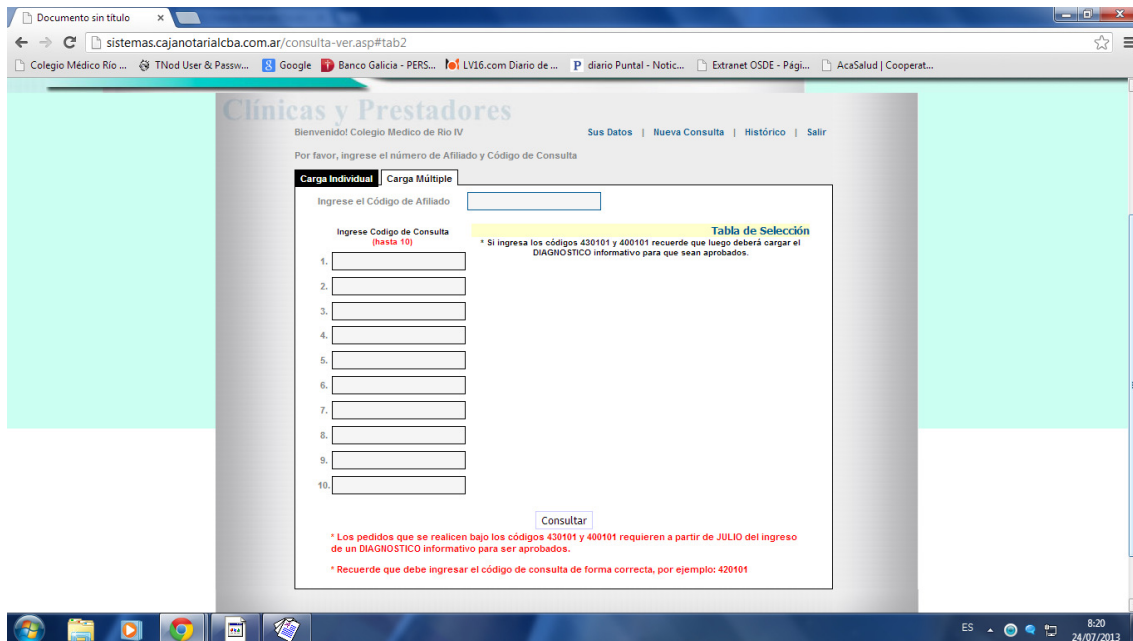 Documento sin título
sistemas.cajanotarialcba.com.ar/consulta-ver.asp#tab2
Colegio Médico Río ... TNod User & Passw... Google Banco Galicia - PERS... LV16.com Diario de ... diario Puntal - Notic... Extranet OSDE - Pági... AcaSalud | Cooperat...
Clínicas y Prestadores
Bienvenido! Colegio Medico de Rio IV Sus Datos | Nueva Consulta | Histórico | Salir
Por favor, ingrese el número de Afiliado y Código de Consulta
Carga Individual Carga Múltiple
Ingrese el Código de Afiliado
Ingrese Codigo de Consulta
(hasta 10)
Tabla de Selección
* Si ingresa los códigos 430101 y 400101 recuerde que luego deberá cargar el
DIAGNOSTICO informativo para que sean aprobados.
1.
2.
3.
4.
5.
6.
7.
8.
9.
10.
Consultar
* Los pedidos que se realicen bajo los códigos 430101 y 400101 requieren a partir de JULIO del ingreso
de un DIAGNOSTICO informativo para ser aprobados.
* Recuerde que debe ingresar el código de consulta de forma correcta, por ejemplo: 420101
ES 8:20
24/07/2013